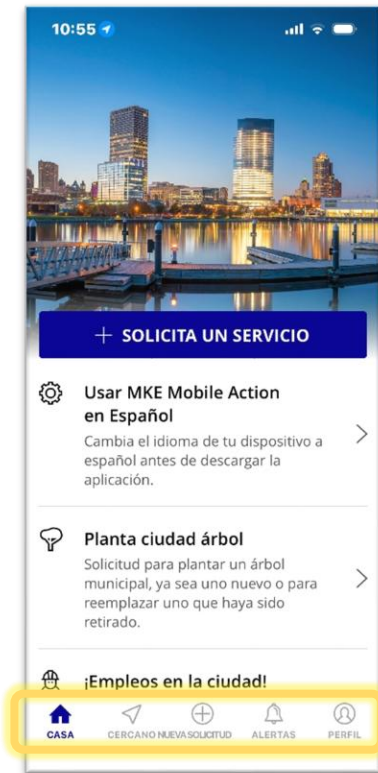 10:55
+ SOLICITA UN SERVICIO
Usar MKE Mobile Action
en Español
Cambia el idioma de tu dispositivo a
español antes de descargar la
aplicación.
Planta ciudad árbol
Solicitud para plantar un árbol
municipal, ya sea uno nuevo o para
reemplazar uno que haya sido
retirado.
¡Empleos en la ciudad!
CASA CERCANO NUEVA SOLICITUD ALERTAS PERFIL